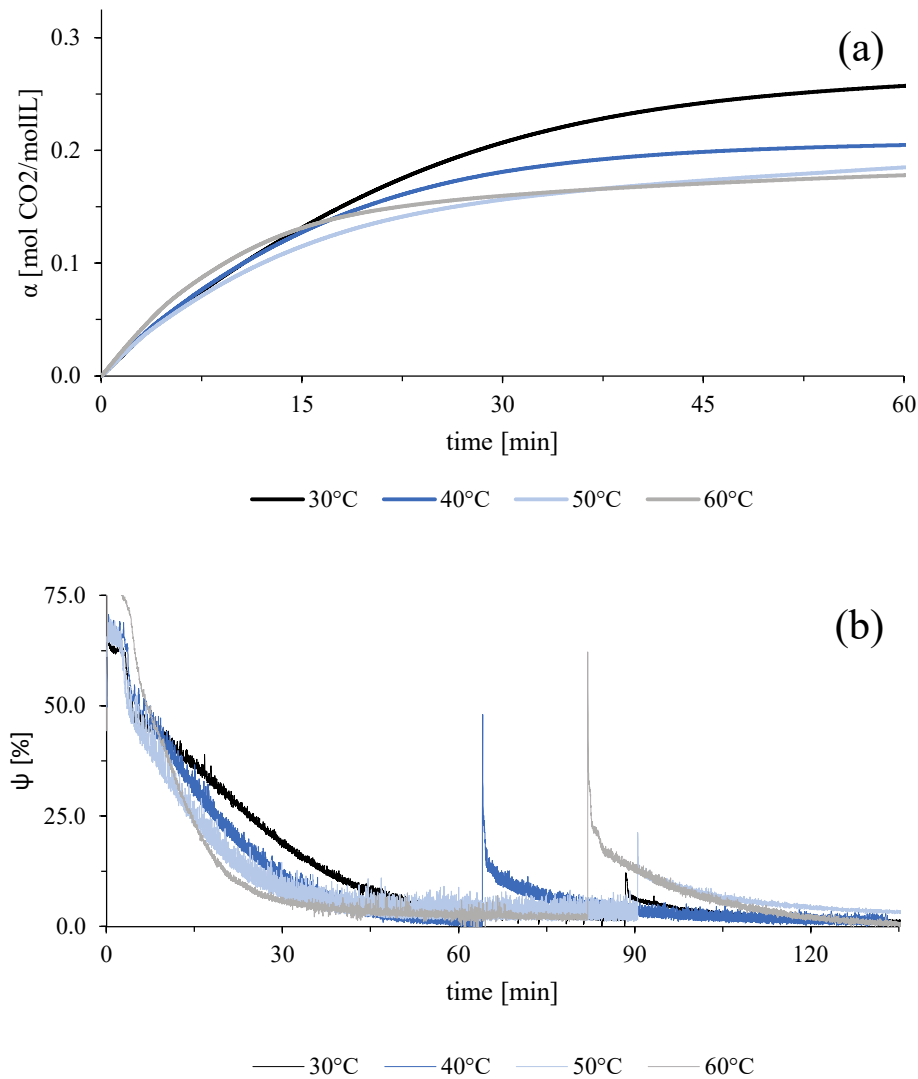 (a)
α [mol CO2/molIL]
0.3
0.2
0.1
0.0
0 15 30 45 60
time [min]
30°C 40°C 50°C 60°C
(b)
ψ [%]
75.0
50.0
25.0
0.0
0 30 60 90 120
time [min]
30°C 40°C 50°C 60°C